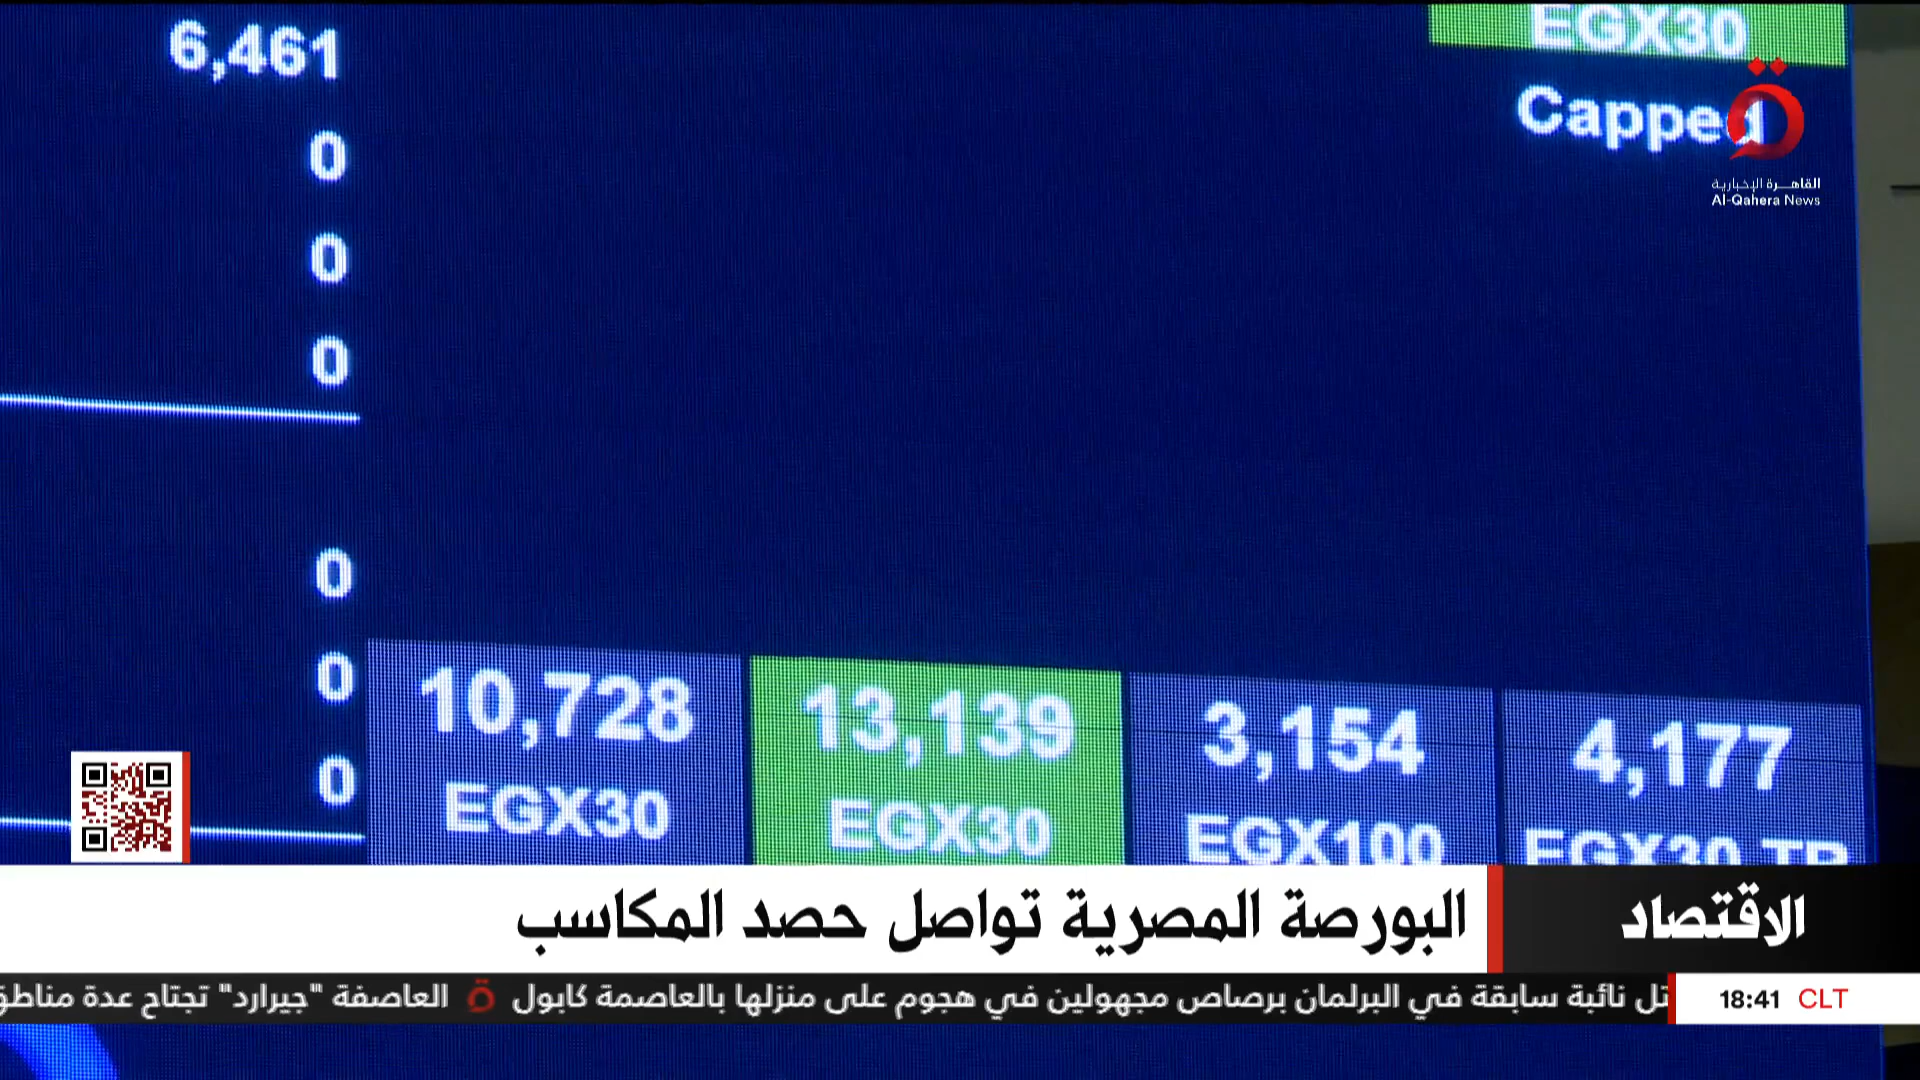 6,461
EGX30
Capped
القاهرة الإخبارية
Al-Qahera News
0
0
0
0
0
0
10,728
13,139
3,154
4,177
EGX30
EGX30
EGX100
EGX30 TR
الاقتصاد
البورصة المصرية تواصل حصد المكاسب
18:41 CLT
نائبة سابقة في البرلمان برصاص مجهولين في هجوم على منزلها بالعاصمة كابول ة العاصفة "جيرارد" تجتاح عدة